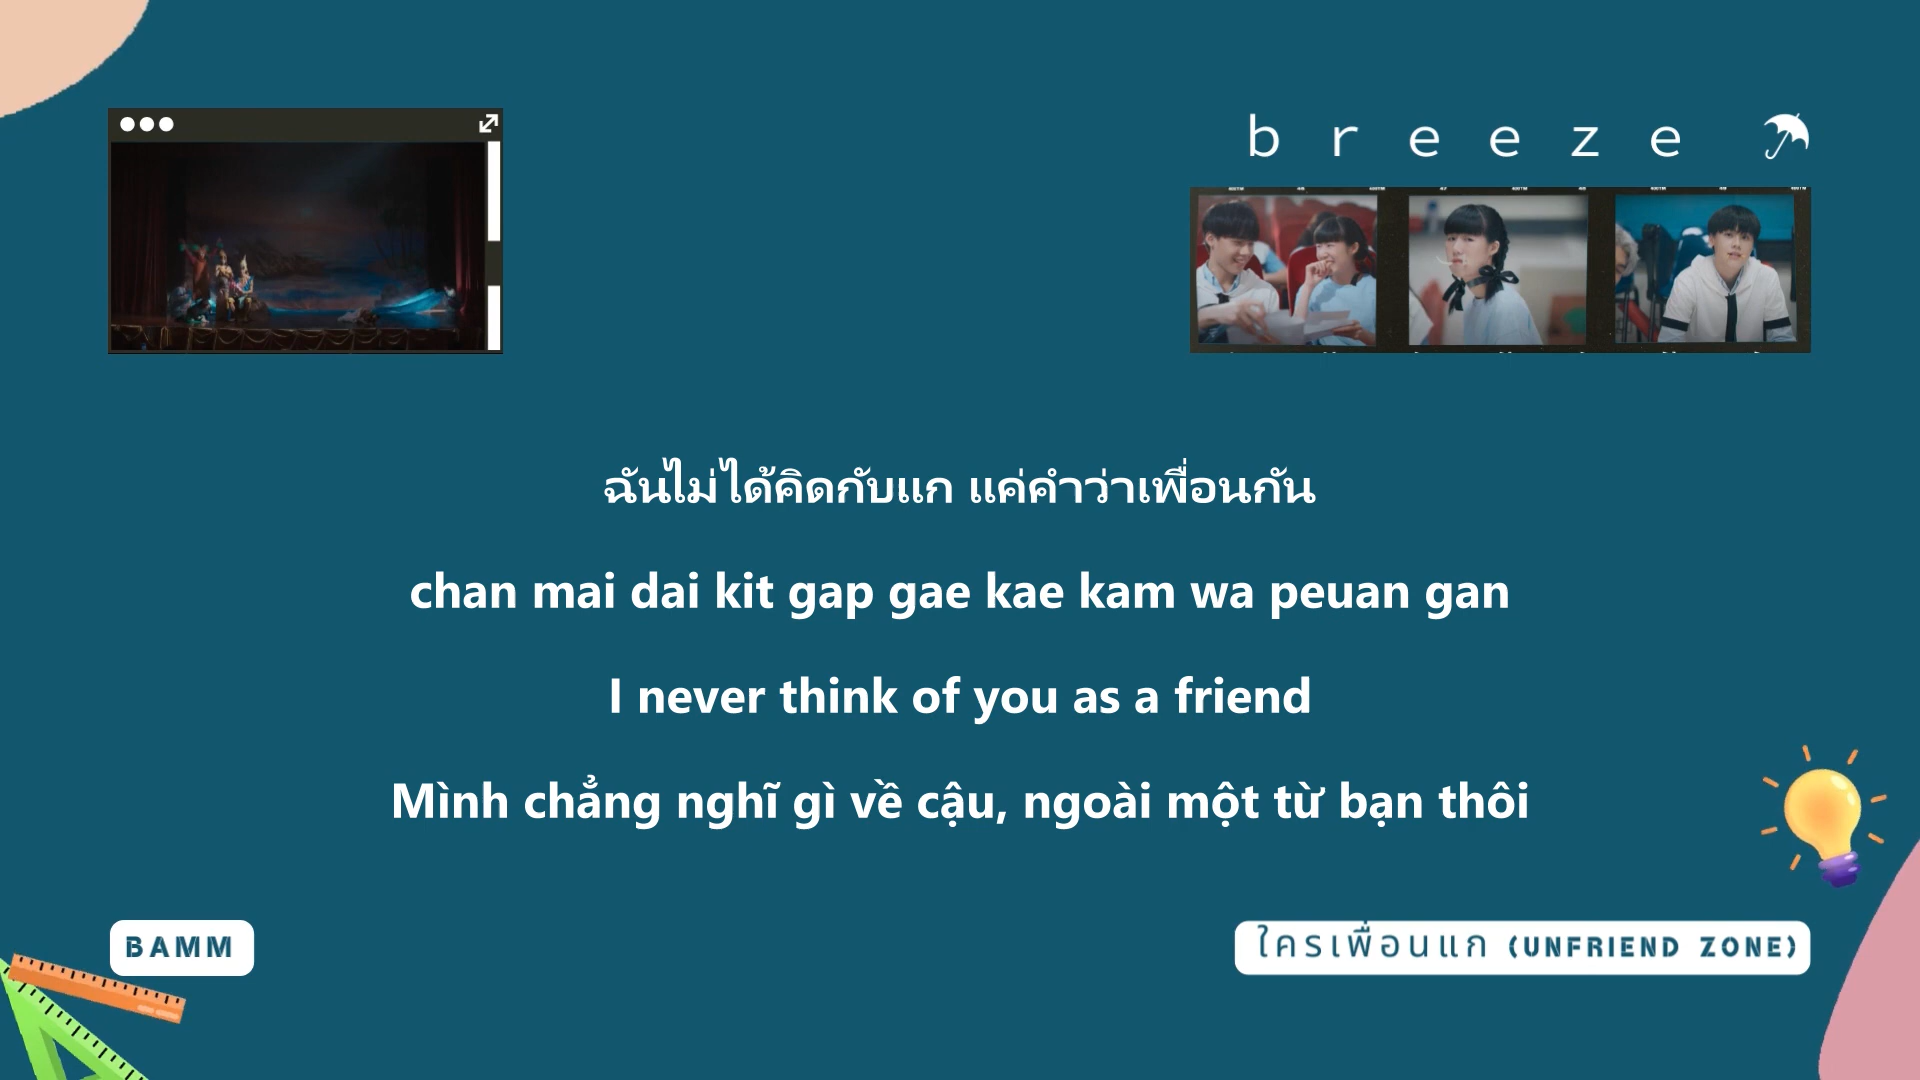 breeze
ฉันไม่ได้คิดกับแก แค่คำว่าเพื่อนกัน
chan mai dai kit gap gae kae kam wa peuan gan
I never think of you as a friend
Mình chẳng nghĩ gì về cậu, ngoài một từ bạn thôi
BAMM
ใครเพื่อนแก (UNFRIEND ZONE)